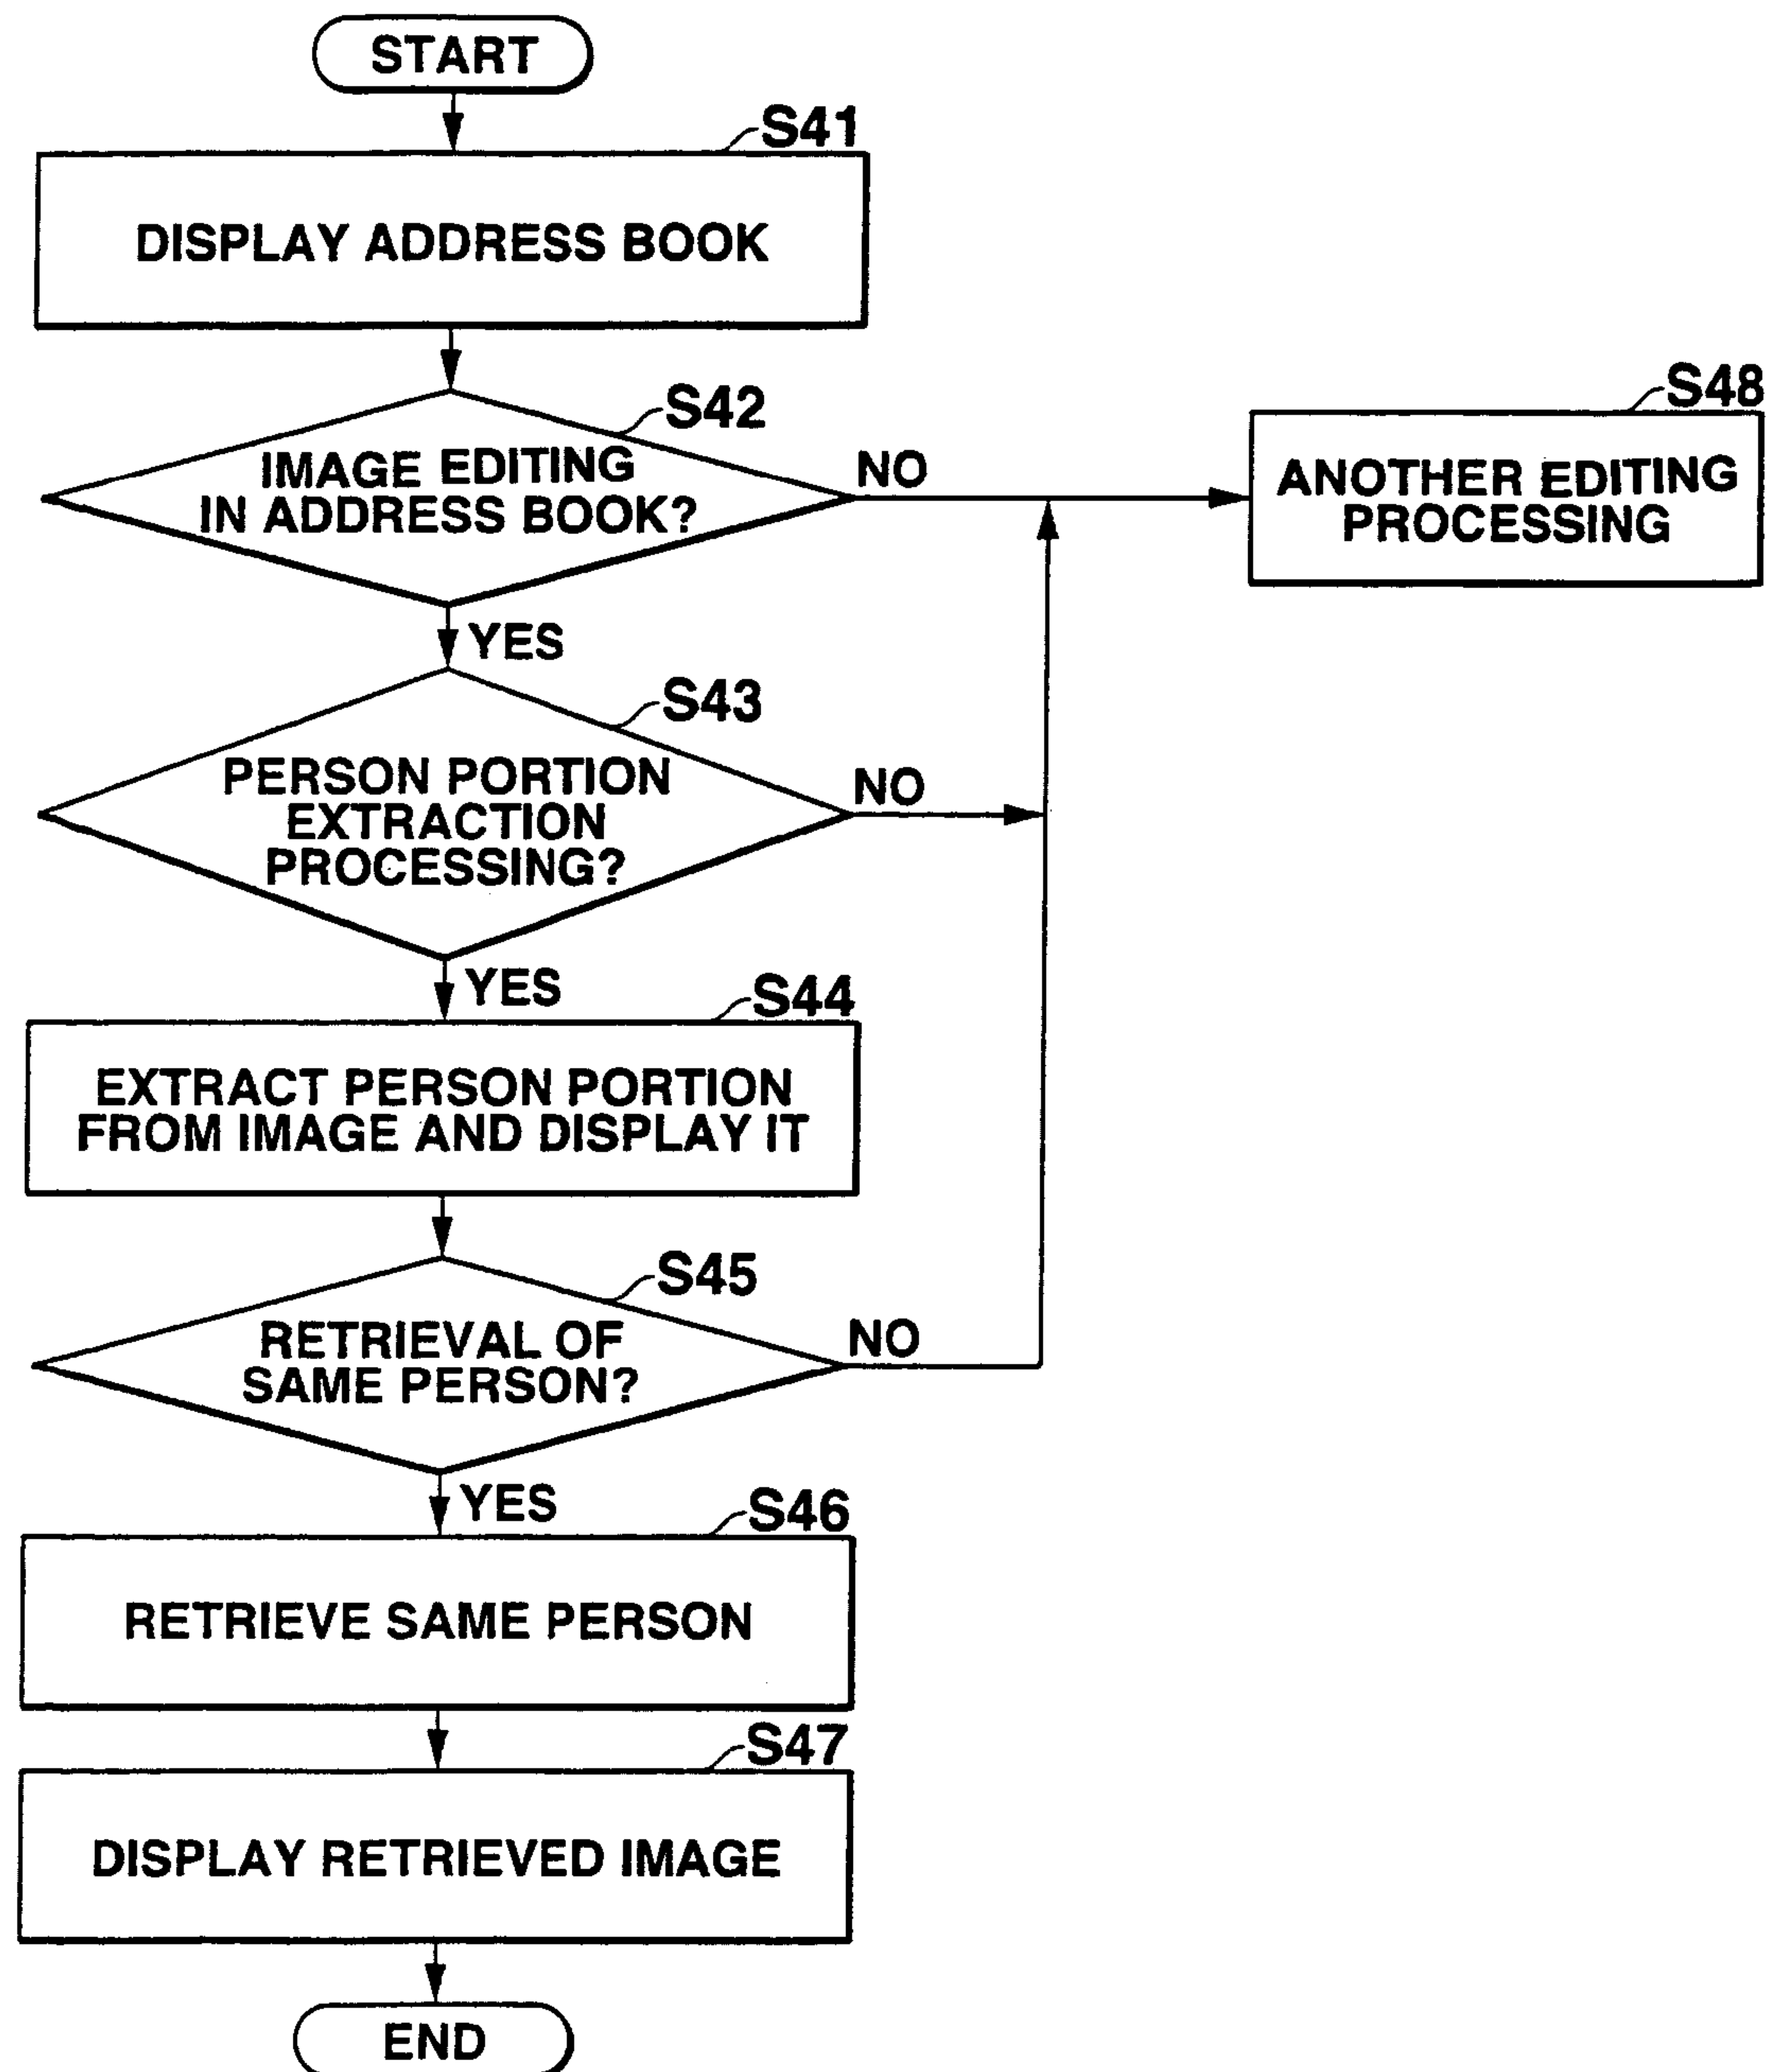 START
S41
DISPLAY ADDRESS BOOK
S42
IMAGE EDITING
IN ADDRESS BOOK?
NO
S48
ANOTHER EDITING
PROCESSING
YES
S43
PERSON PORTION
EXTRACTION
PROCESSING?
NO
YES
S44
EXTRACT PERSON PORTION
FROM IMAGE AND DISPLAY IT
S45
RETRIEVAL OF
SAME PERSON?
NO
YES
S46
RETRIEVE SAME PERSON
S47
DISPLAY RETRIEVED IMAGE
END